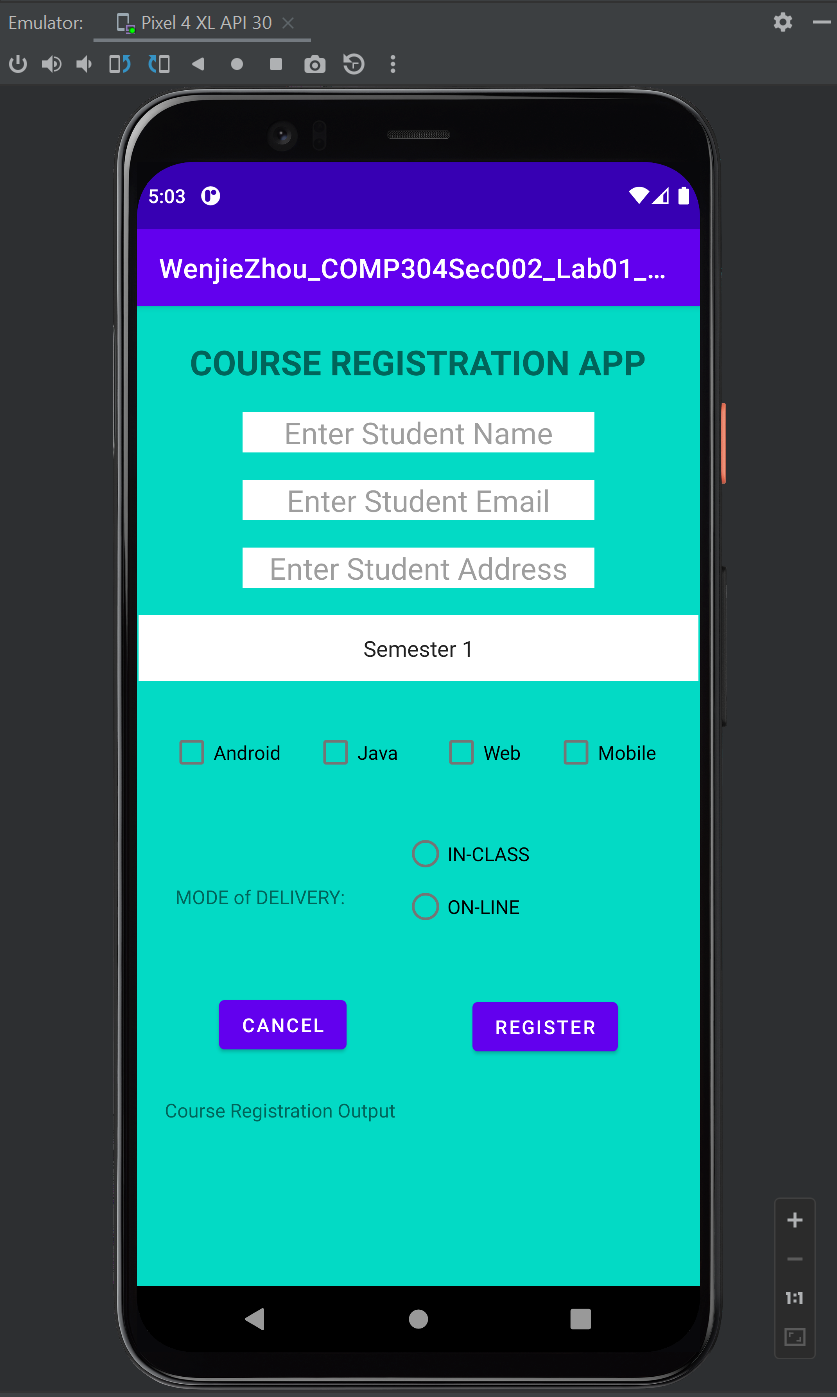 Emulator: Pixel 4 XL API 30
5:03
WenjieZhou_COMP304Sec002_Lab01_...
COURSE REGISTRATION APP
Enter Student Name
Enter Student Email
Enter Student Address
Semester 1
Android Java Web Mobile
IN-CLASS
MODE of DELIVERY:
ON-LINE
CANCEL REGISTER
Course Registration Output
1:1